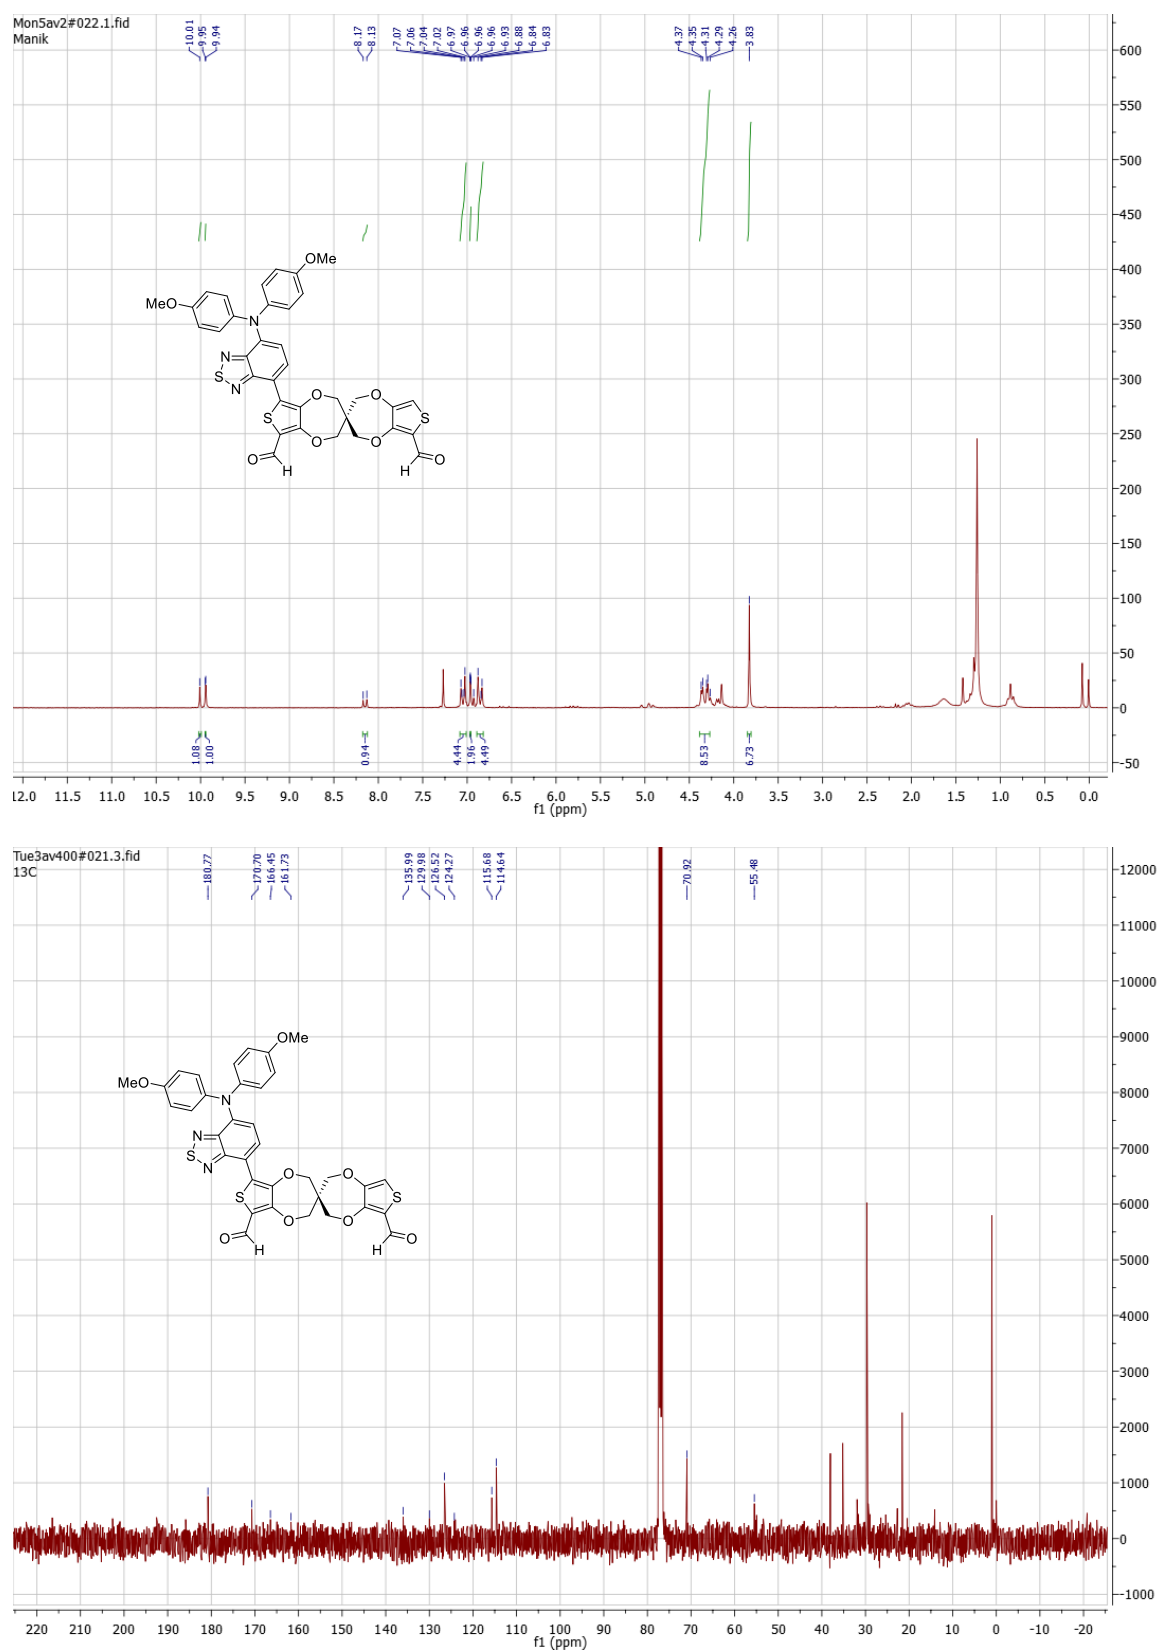 Mon5av2#022.1.fid
Manik
10.01
9.95
9.94
8.17
8.13
7.07
7.06
7.04
7.02
6.97
6.96
6.96
6.96
6.93
6.88
6.84
6.83
4.37
4.35
4.31
4.29
4.26
3.83
600
550
500
450
400
350
300
250
200
150
100
50
0
-50
OMe
MeO
N
N
S
N
O
O
S
S
O
O
O
H
H
O
1.08
1.00
0.94
4.44
1.96
4.49
8.53
6.73
12.0 11.5 11.0 10.5 10.0 9.5 9.0 8.5 8.0 7.5 7.0 6.5 6.0 5.5 5.0 4.5 4.0 3.5 3.0 2.5 2.0 1.5 1.0 0.5 0.0
f1 (ppm)
Tue3av400#021.3.fid
13C
180.77
170.70
166.45
161.73
135.99
129.98
126.52
124.27
115.68
114.64
70.92
55.48
12000
11000
10000
9000
8000
7000
6000
5000
4000
3000
2000
1000
0
-1000
OMe
MeO
N
N
S
N
O
O
S
S
O
O
O
H
H
O
220 210 200 190 180 170 160 150 140 130 120 110 100 90 80 70 60 50 40 30 20 10 0 -10 -20
f1 (ppm)